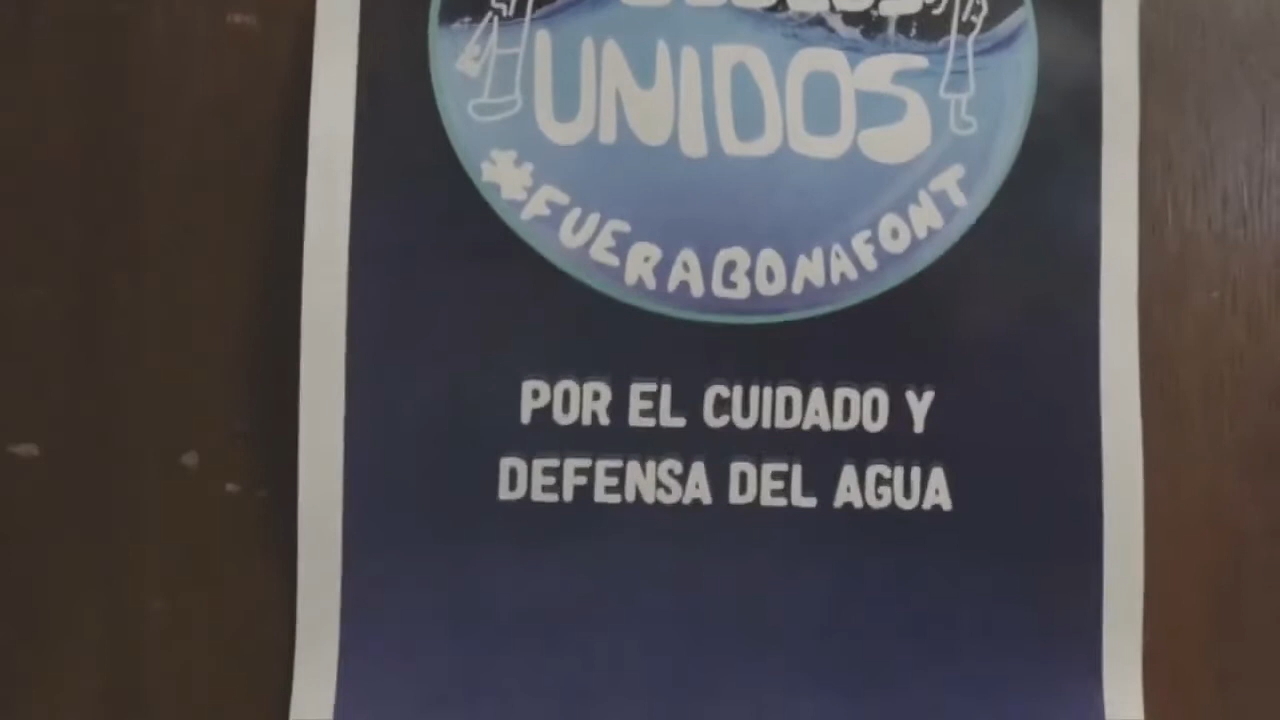 UNIDOS
#FUERABONAFONT
POR EL CUIDADO Y
DEFENSA DEL AGUA